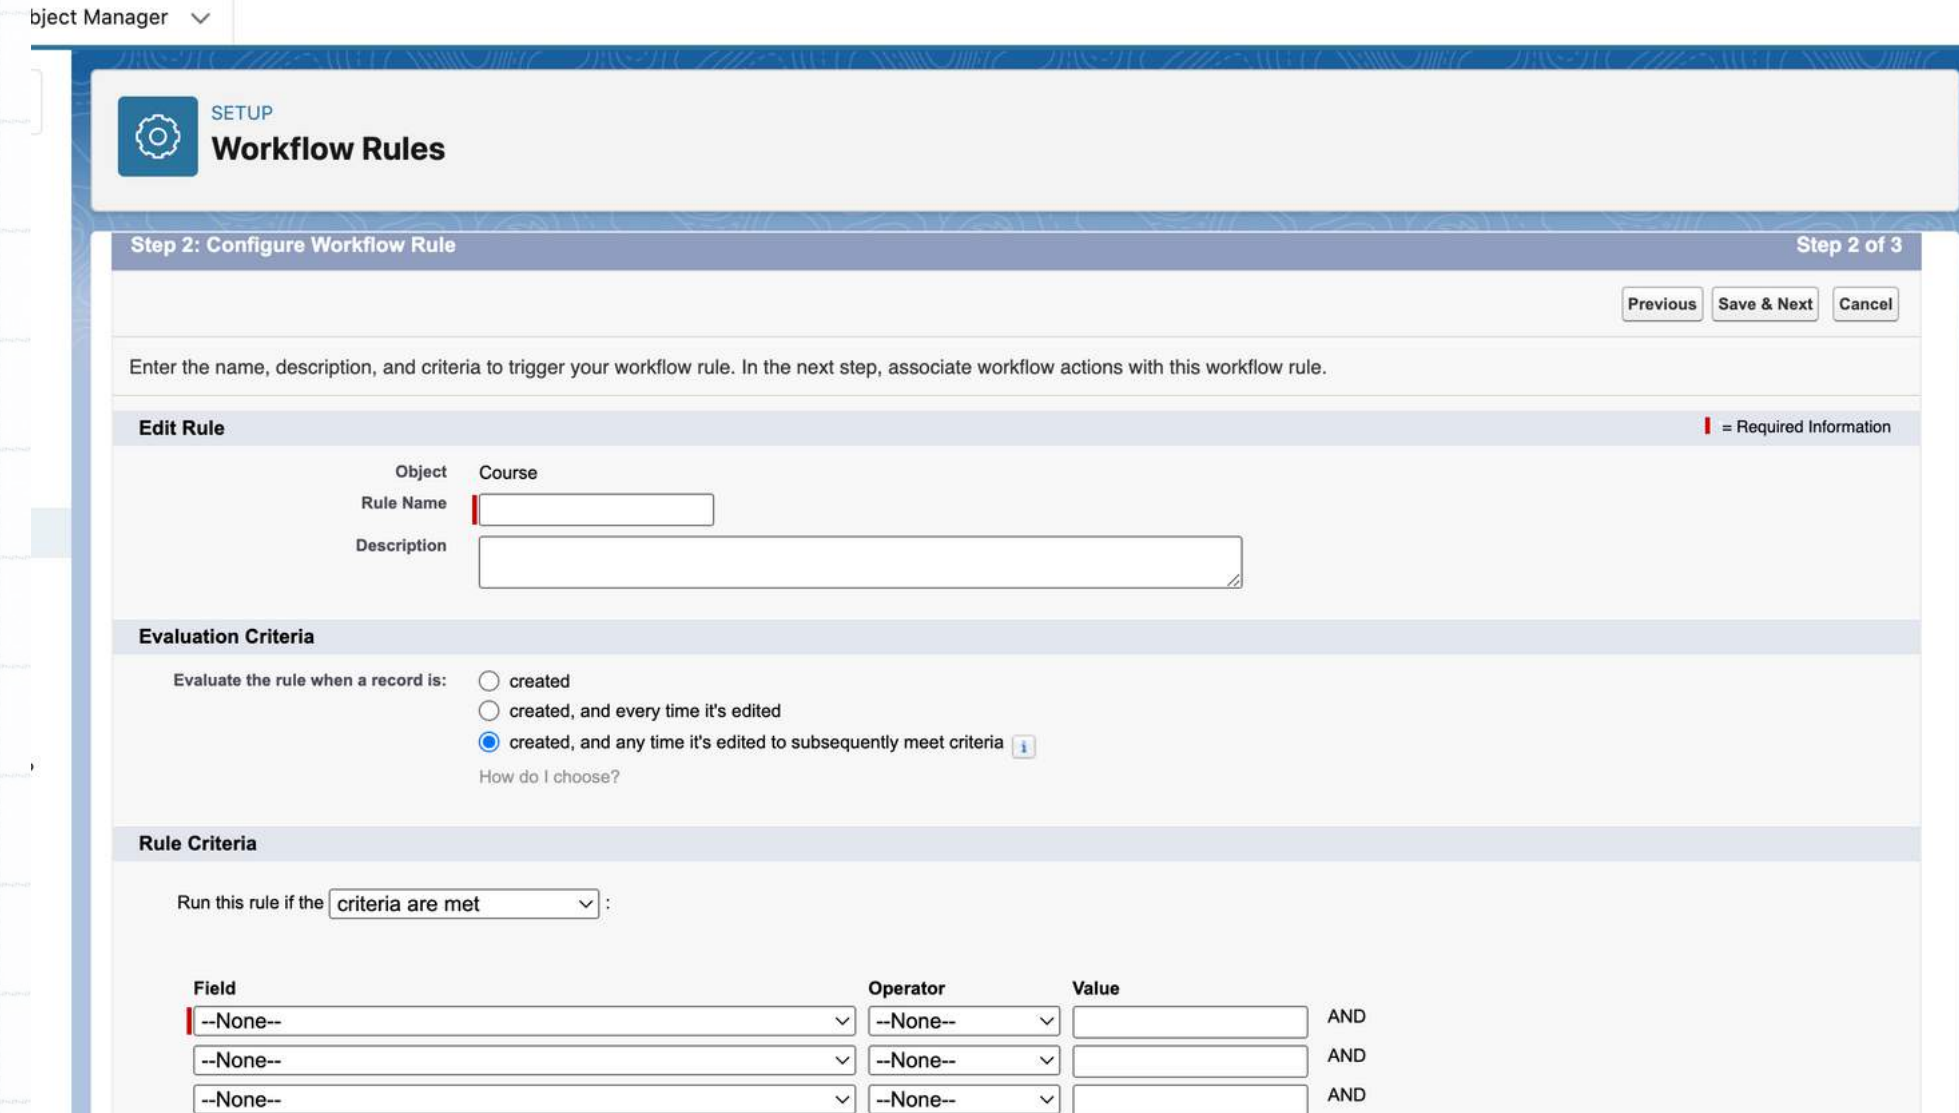 bject Manager
SETUP
Workflow Rules
Step 2: Configure Workflow Rule
Step 2 of 3
Previous
Save & Next
Cancel
Enter the name, description, and criteria to trigger your workflow rule. In the next step, associate workflow actions with this workflow rule.
Edit Rule
= Required Information
Object Course
Rule Name
Description
Evaluation Criteria
Evaluate the rule when a record is:
created
created, and every time it's edited
created, and any time it's edited to subsequently meet criteria i
How do I choose?
Rule Criteria
Run this rule if the criteria are met :
Field Operator Value
--None-- --None-- AND
--None-- --None-- AND
--None-- --None-- AND